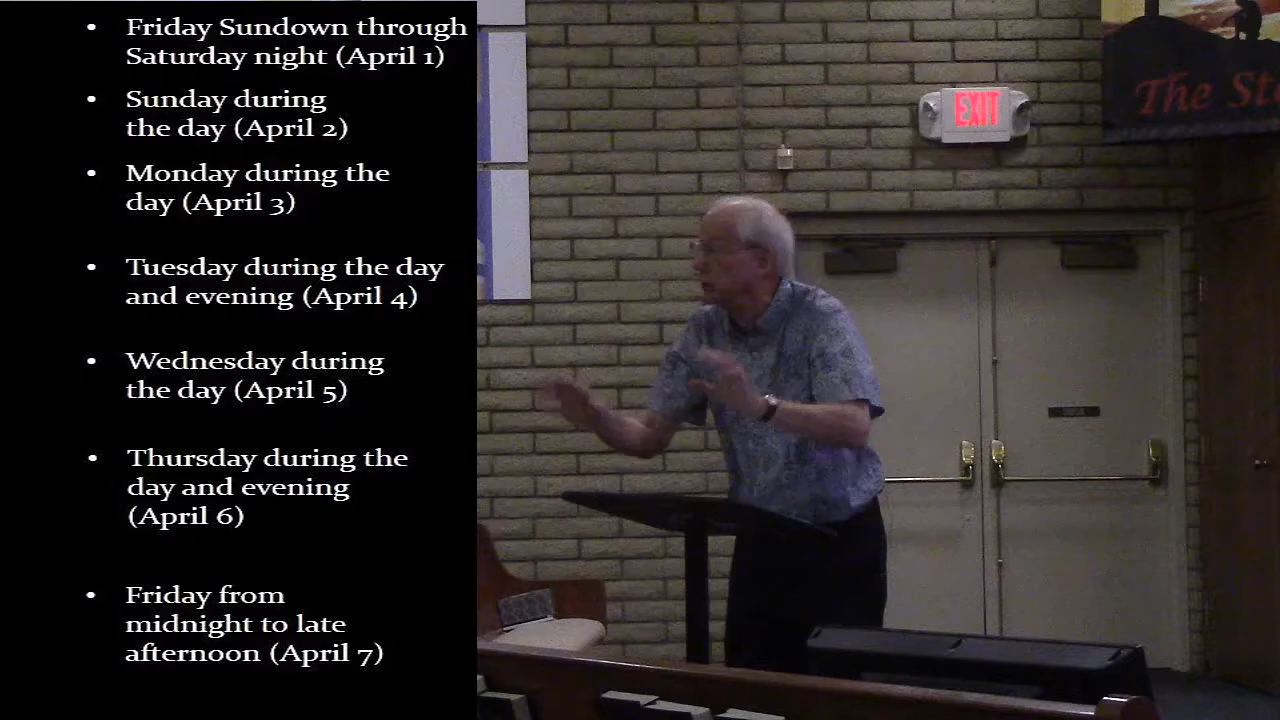 • Friday Sundown through
Saturday night (April 1)
• Sunday during
the day (April 2)
• Monday during the
day (April 3)
• Tuesday during the day
and evening (April 4)
• Wednesday during
the day (April 5)
• Thursday during the
day and evening
(April 6)
• Friday from
midnight to late
afternoon (April 7)
EXIT
The